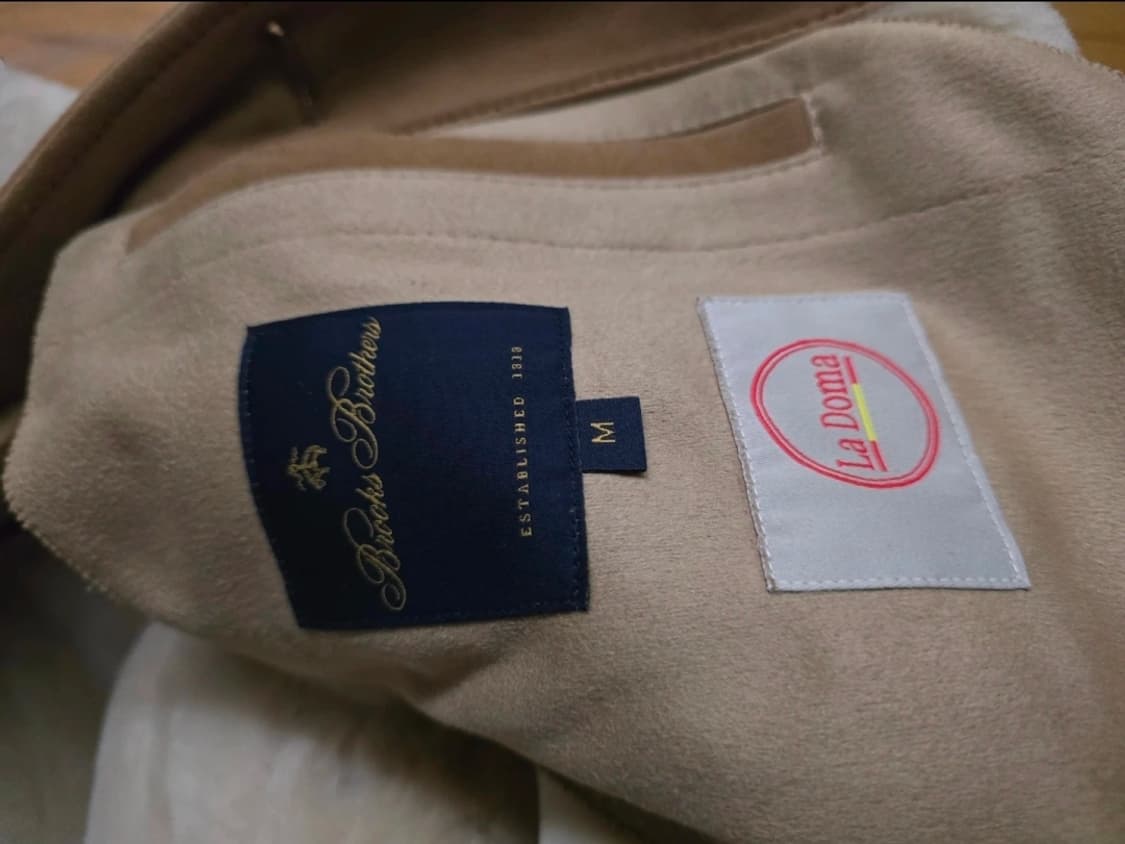 Brooks Brothers
ESTABLISHED 1818
M
La Doma